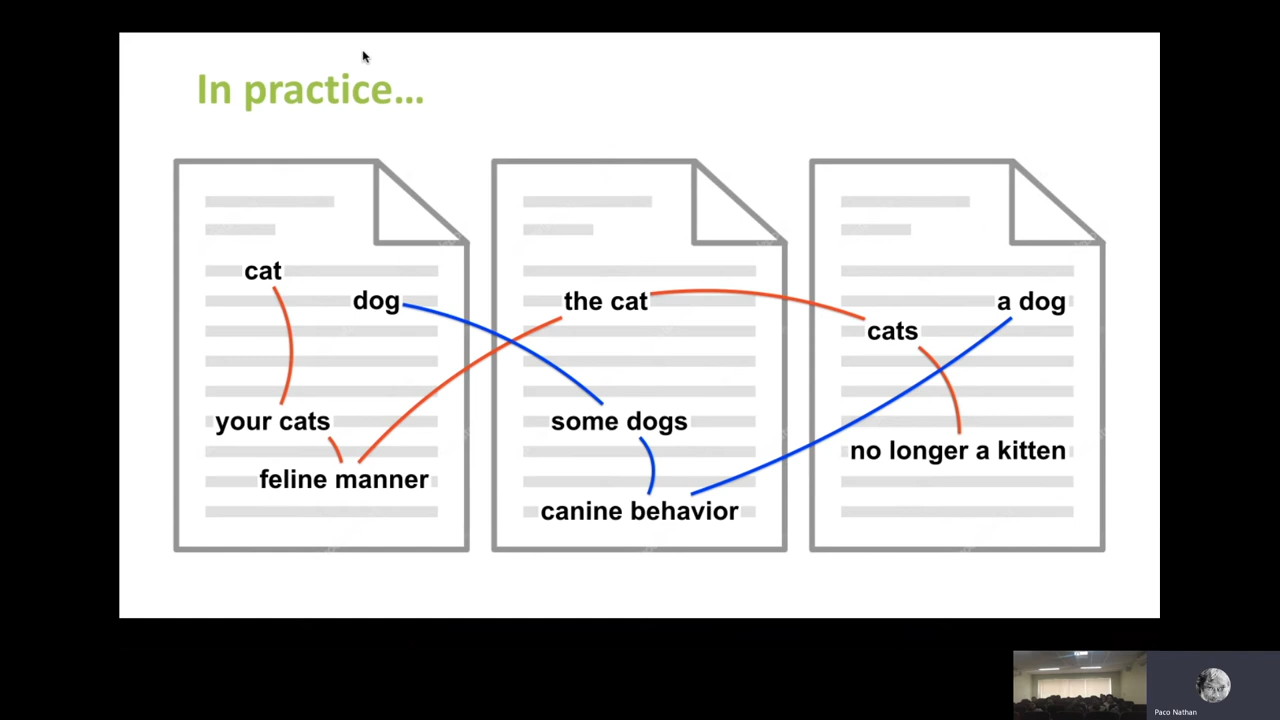 In practice...
cat
dog
your cats
feline manner
the cat
some dogs
canine behavior
a dog
cats
no longer a kitten
Paco Nathan